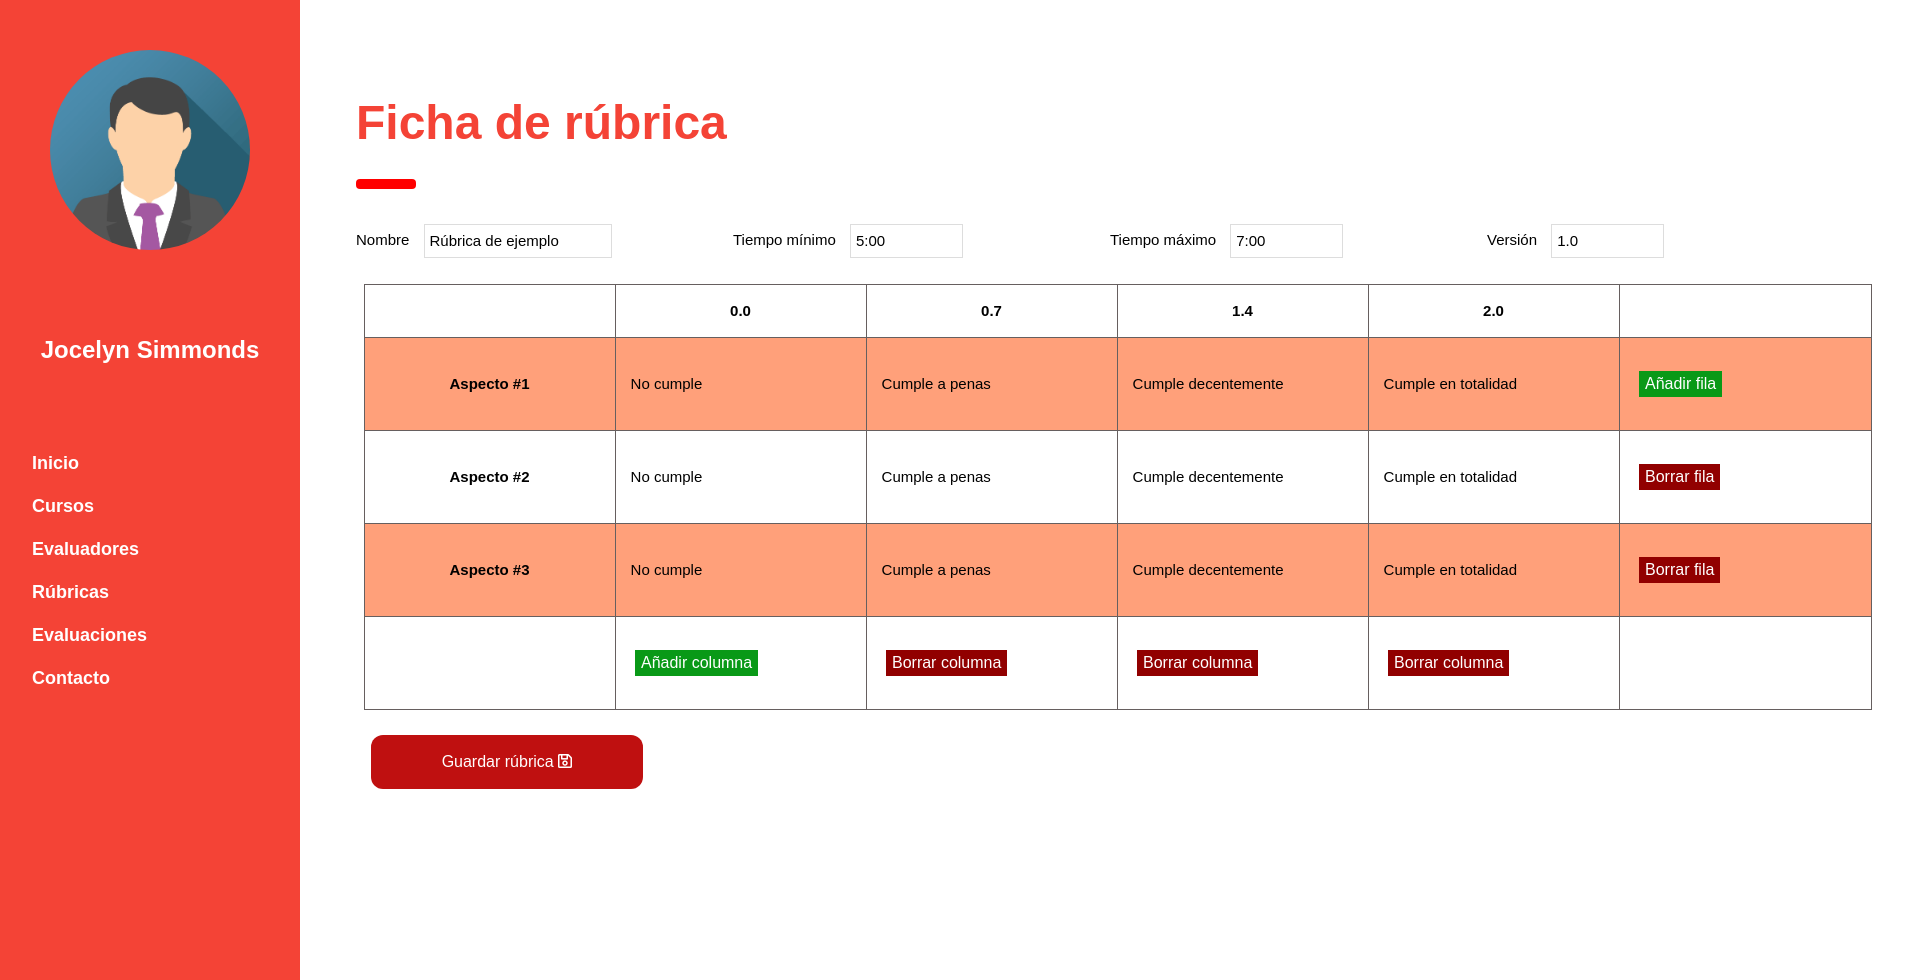 Jocelyn Simmonds
Inicio
Cursos
Evaluadores
Rúbricas
Evaluaciones
Contacto
Ficha de rúbrica
Nombre Rúbrica de ejemplo Tiempo mínimo 5:00 Tiempo máximo 7:00 Versión 1.0
0.0 0.7 1.4 2.0
Aspecto #1 No cumple Cumple a penas Cumple decentemente Cumple en totalidad Añadir fila
Aspecto #2 No cumple Cumple a penas Cumple decentemente Cumple en totalidad Borrar fila
Aspecto #3 No cumple Cumple a penas Cumple decentemente Cumple en totalidad Borrar fila
Añadir columna Borrar columna Borrar columna Borrar columna
Guardar rúbrica